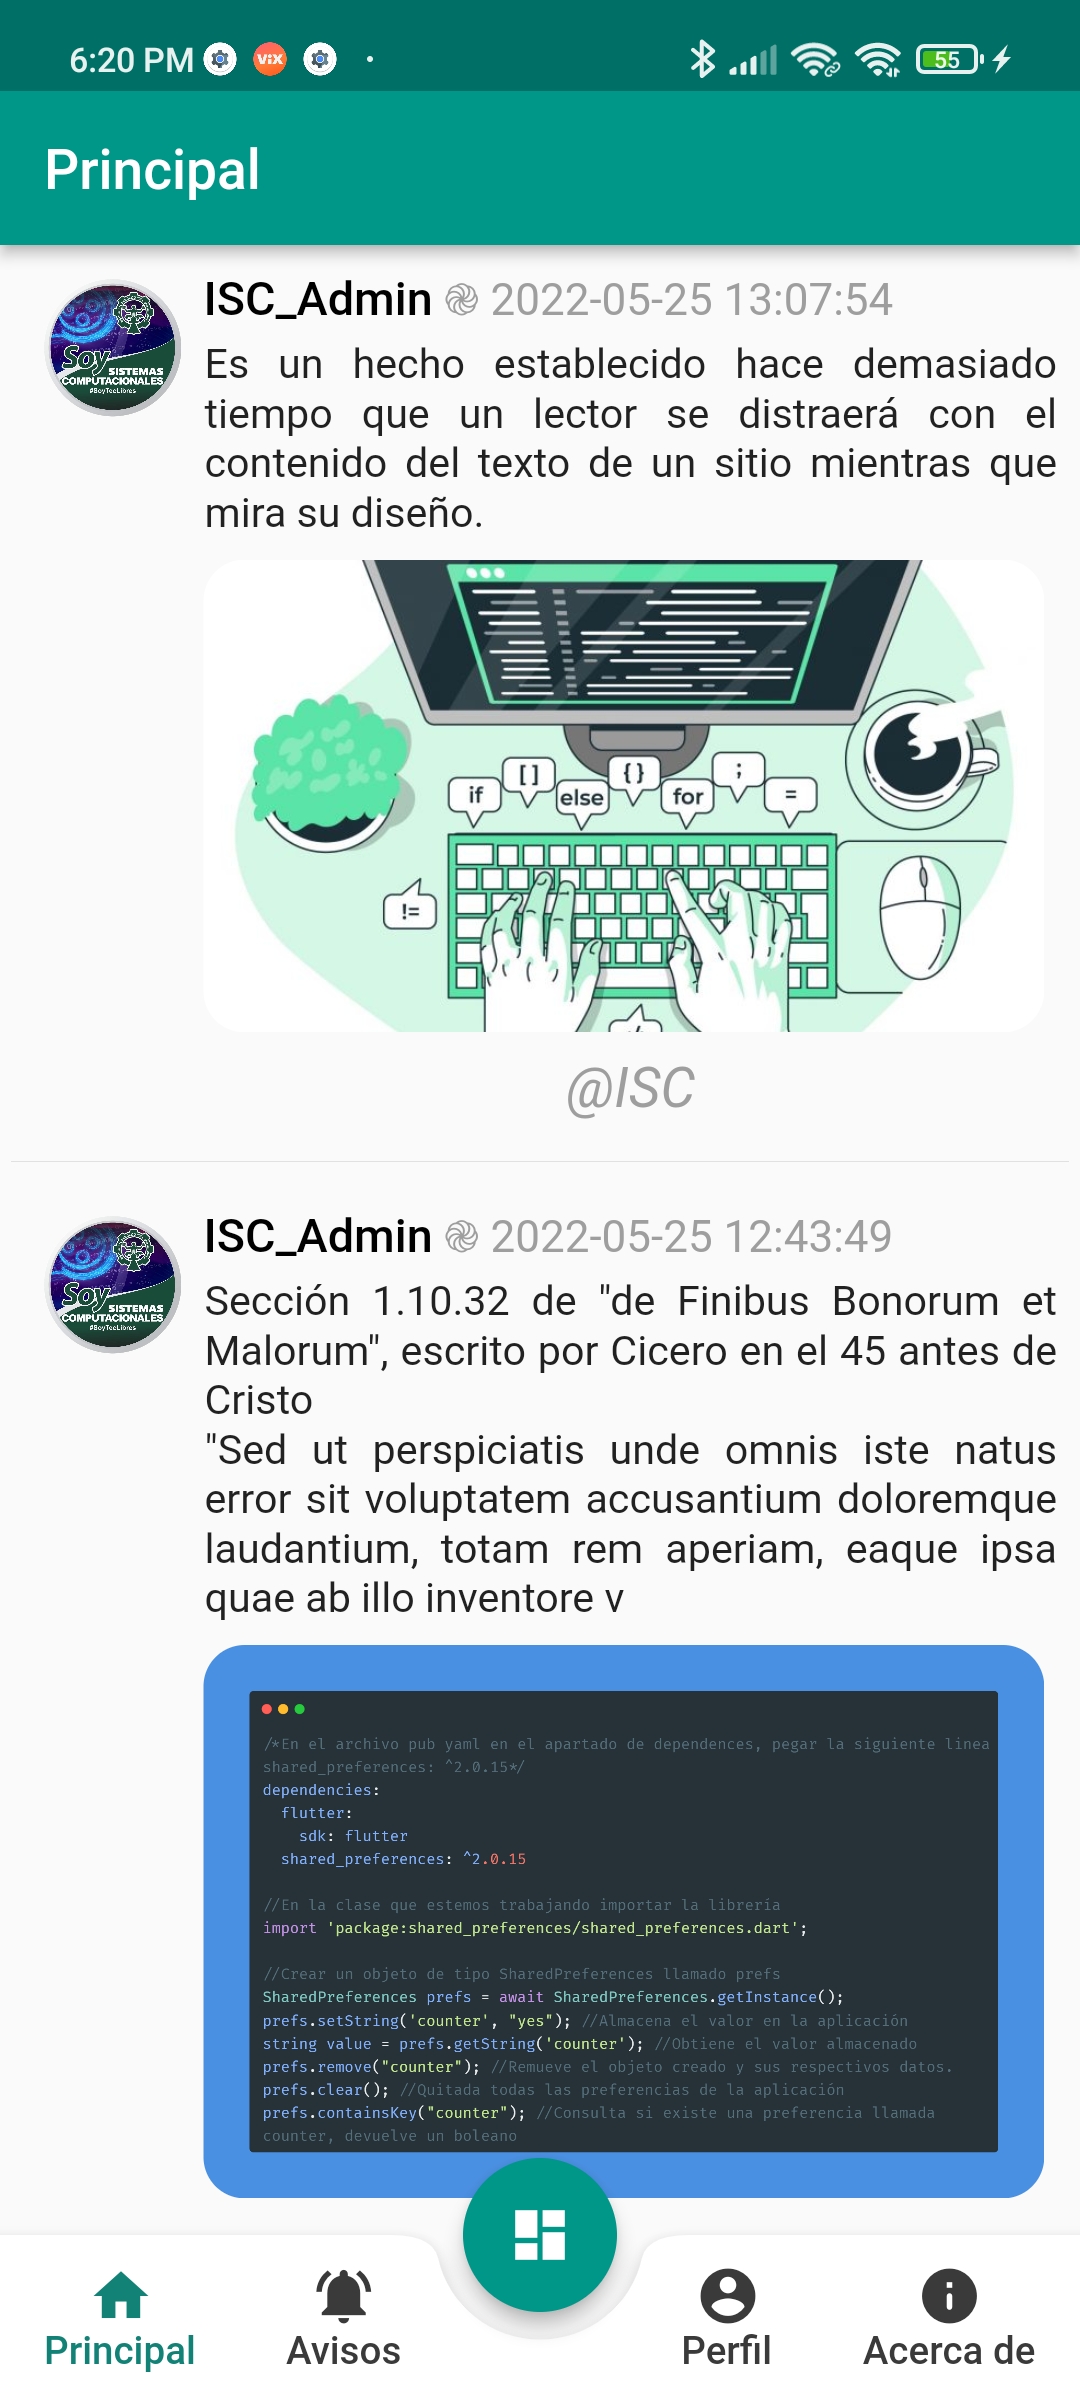 6:20 PM
ViX
55
Principal
Soy
SISTEMAS
COMPUTACIONALES
#SoyTecLibres
ISC_Admin 2022-05-25 13:07:54
Es un hecho establecido hace demasiado
tiempo que un lector se distraerá con el
contenido del texto de un sitio mientras que
mira su diseño.
if
[ ]
else
{}
for
;
=
!=
@ISC
Soy
SISTEMAS
COMPUTACIONALES
#SoyTecLibres
ISC_Admin 2022-05-25 12:43:49
Sección 1.10.32 de "de Finibus Bonorum et
Malorum", escrito por Cicero en el 45 antes de
Cristo
"Sed ut perspiciatis unde omnis iste natus
error sit voluptatem accusantium doloremque
laudantium, totam rem aperiam, eaque ipsa
quae ab illo inventore v
/*En el archivo pub yaml en el apartado de dependences, pegar la siguiente linea
shared_preferences: ^2.0.15*/
dependencies:
flutter:
sdk: flutter
shared_preferences: ^2.0.15
//En la clase que estemos trabajando importar la librería
import 'package:shared_preferences/shared_preferences.dart';
//Crear un objeto de tipo SharedPreferences llamado prefs
SharedPreferences prefs = await SharedPreferences.getInstance();
prefs.setString('counter', "yes"); //Almacena el valor en la aplicación
string value = prefs.getString('counter'); //Obtiene el valor almacenado
prefs.remove("counter"); //Remueve el objeto creado y sus respectivos datos.
prefs.clear(); //Quitada todas las preferencias de la aplicación
prefs.containsKey("counter"); //Consulta si existe una preferencia llamada
counter, devuelve un boleano
Principal
Avisos
Perfil
Acerca de